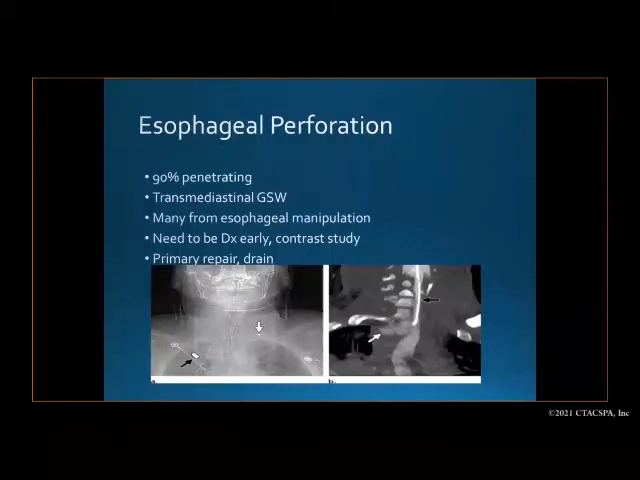 Esophageal Perforation
• 90% penetrating
• Transmediastinal GSW
• Many from esophageal manipulation
• Need to be Dx early, contrast study
• Primary repair, drain
a.
b.
©2021 CTACSPA, Inc